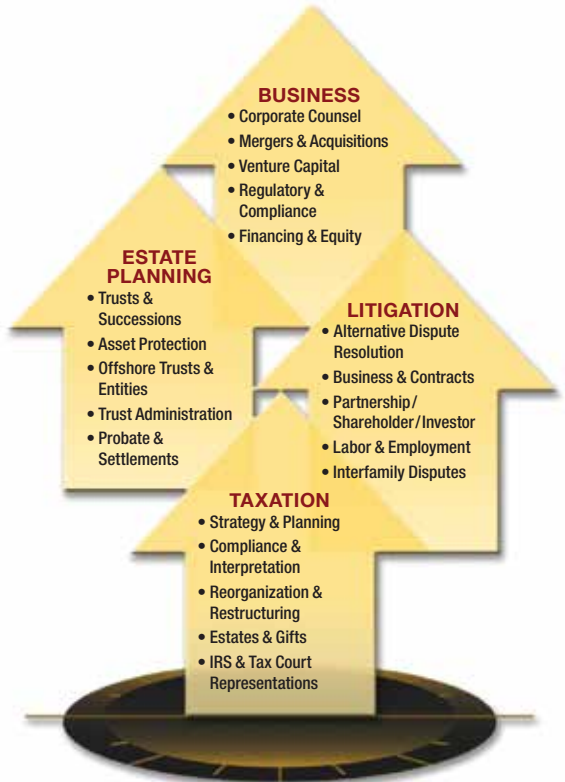 BUSINESS
• Corporate Counsel
• Mergers & Acquisitions
• Venture Capital
• Regulatory &
Compliance
• Financing & Equity
ESTATE
PLANNING
• Trusts &
Successions
• Asset Protection
• Offshore Trusts &
Entities
• Trust Administration
• Probate &
Settlements
LITIGATION
• Alternative Dispute
Resolution
• Business & Contracts
• Partnership/
Shareholder/Investor
• Labor & Employment
• Interfamily Disputes
TAXATION
• Strategy & Planning
• Compliance &
Interpretation
• Reorganization &
Restructuring
• Estates & Gifts
• IRS & Tax Court
Representations